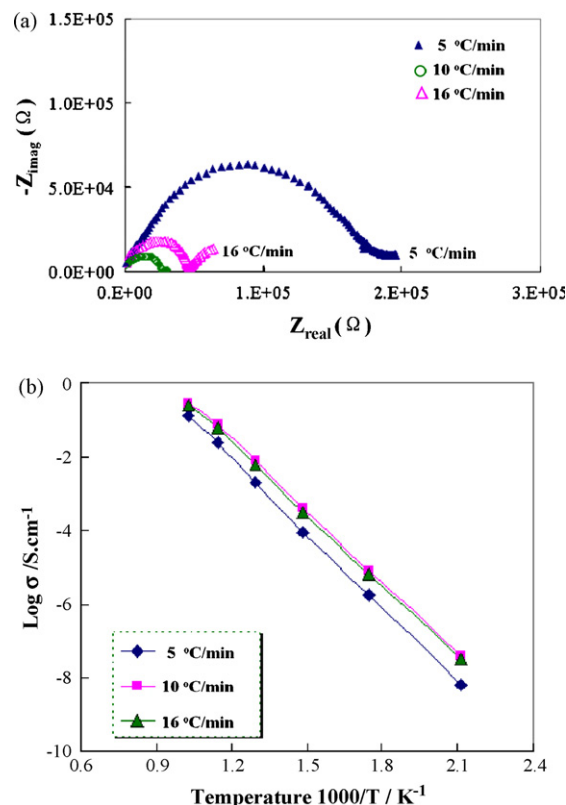 (a)
1.5E+05
5 °C/min
10 °C/min
16 °C/min
1.0E+05
-Z_imag (Ω)
5.0E+04
16 °C/min
5 °C/min
0.0E+00
0.E+00 1.E+05 2.E+05 3.E+05
Z_real (Ω)
(b)
0
-2
-4
-6
-8
-10
Log σ /S.cm⁻¹
5 °C/min
10 °C/min
16 °C/min
0.6 0.9 1.2 1.5 1.8 2.1 2.4
Temperature 1000/T / K⁻¹